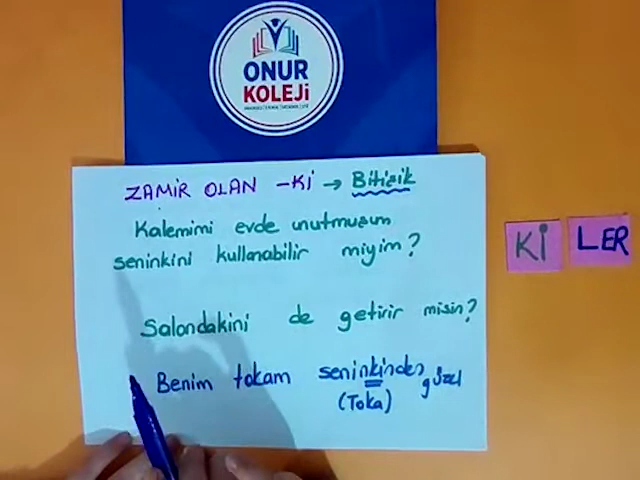 ONUR
KOLEJi
ZAMİR OLAN -Kİ → Bitişik
Kalemimi evde unutmuşum
seninkini kullanabilir miyim?
Salondakini de getirir misin?
Benim tokam seninkinden güzel
(Toka)
Kİ LER